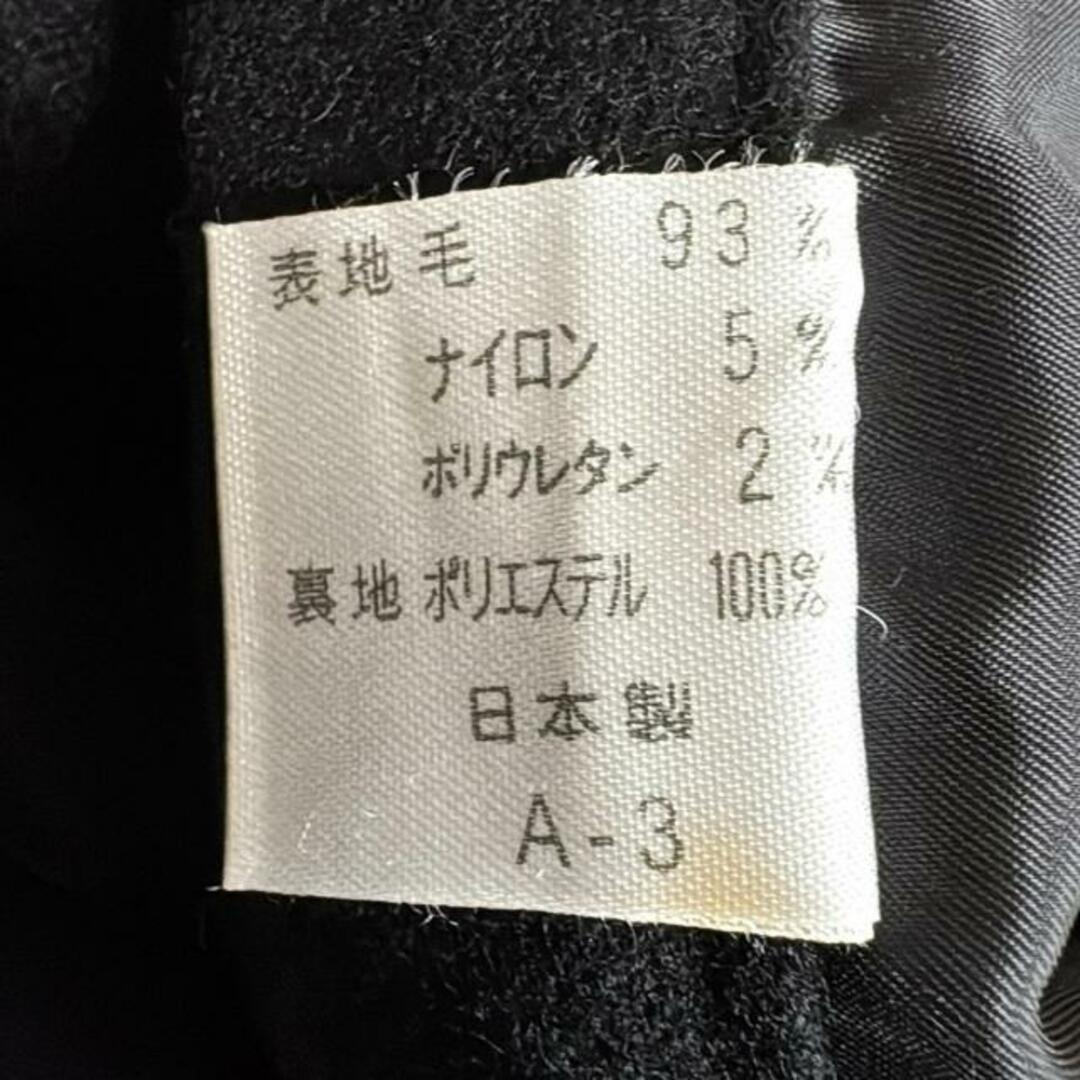 表地 毛 93%
ナイロン 5%
ポリウレタン 2%
裏地 ポリエステル 100%
日本製
A-3